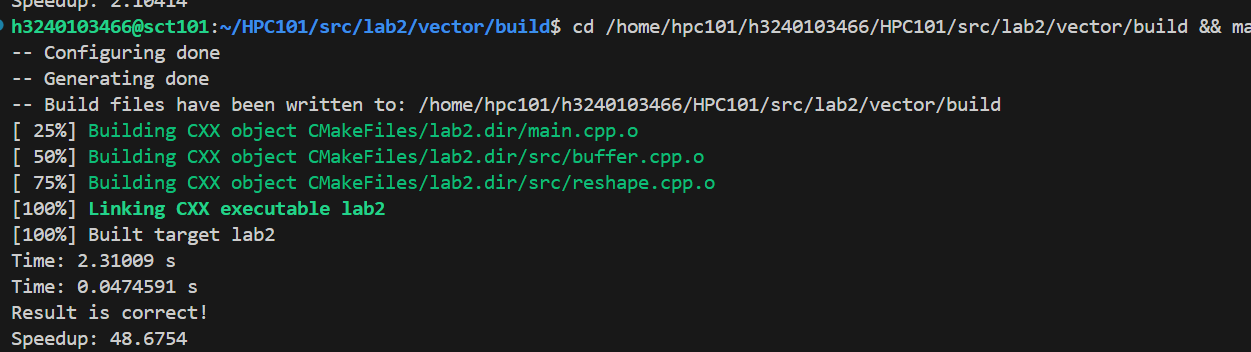 Speedup: 2.10414
h3240103466@sct101:~/HPC101/src/lab2/vector/build$ cd /home/hpc101/h3240103466/HPC101/src/lab2/vector/build && ma
-- Configuring done
-- Generating done
-- Build files have been written to: /home/hpc101/h3240103466/HPC101/src/lab2/vector/build
[ 25%] Building CXX object CMakeFiles/lab2.dir/main.cpp.o
[ 50%] Building CXX object CMakeFiles/lab2.dir/src/buffer.cpp.o
[ 75%] Building CXX object CMakeFiles/lab2.dir/src/reshape.cpp.o
[100%] Linking CXX executable lab2
[100%] Built target lab2
Time: 2.31009 s
Time: 0.0474591 s
Result is correct!
Speedup: 48.6754